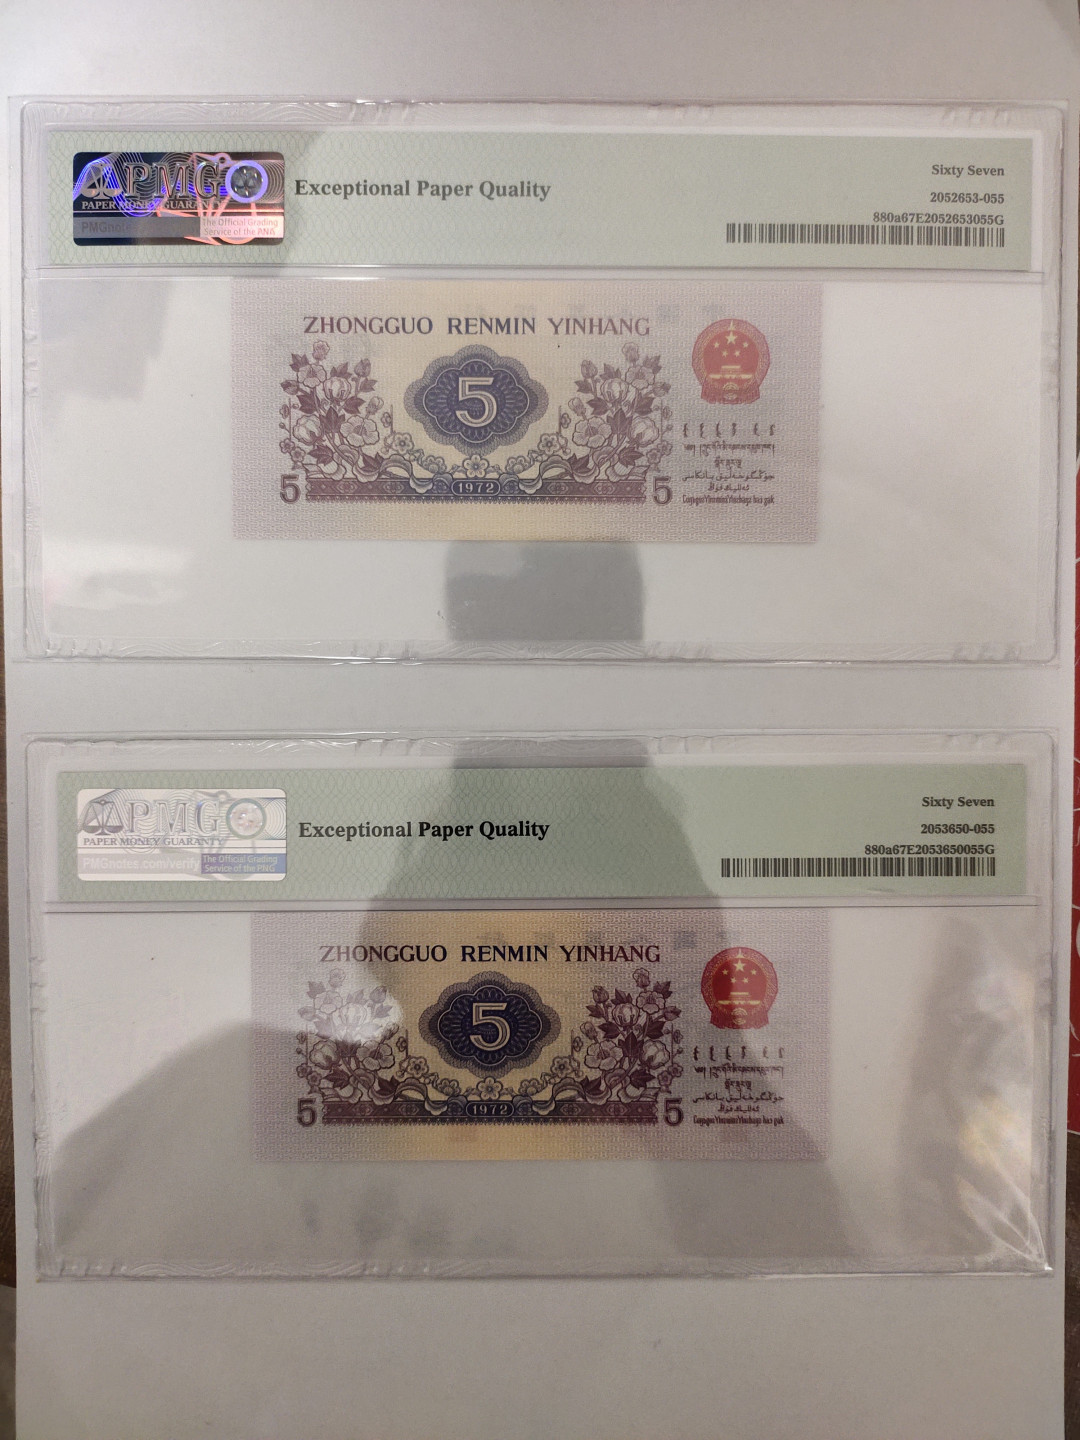 PMG
PAPER MONEY GUARANTY
The Official Grading
Service of the ANA
Exceptional Paper Quality
Sixty Seven
2052653-055
880a67E2052653055G
ZHONGGUO RENMIN YINHANG
5
1972
5
5
PMG
PAPER MONEY GUARANTY
PMGnotes.com/verify
The Official Grading
Service of the PNG
Exceptional Paper Quality
Sixty Seven
2053650-055
880a67E2053650055G
ZHONGGUO RENMIN YINHANG
5
1972
5
5